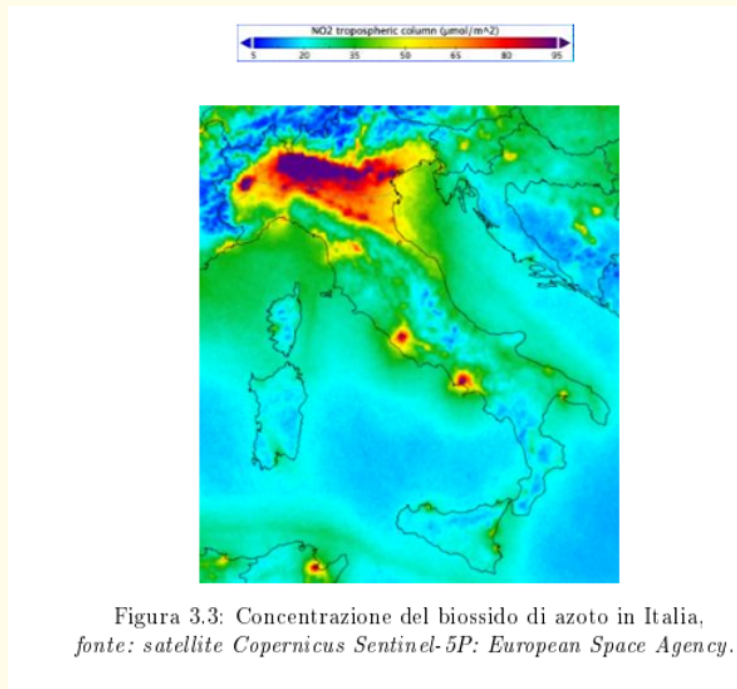 NO2 tropospheric column (μmol/m^2)
5 20 35 50 65 80 95
Figura 3.3: Concentrazione del biossido di azoto in Italia,
fonte: satellite Copernicus Sentinel-5P: European Space Agency.